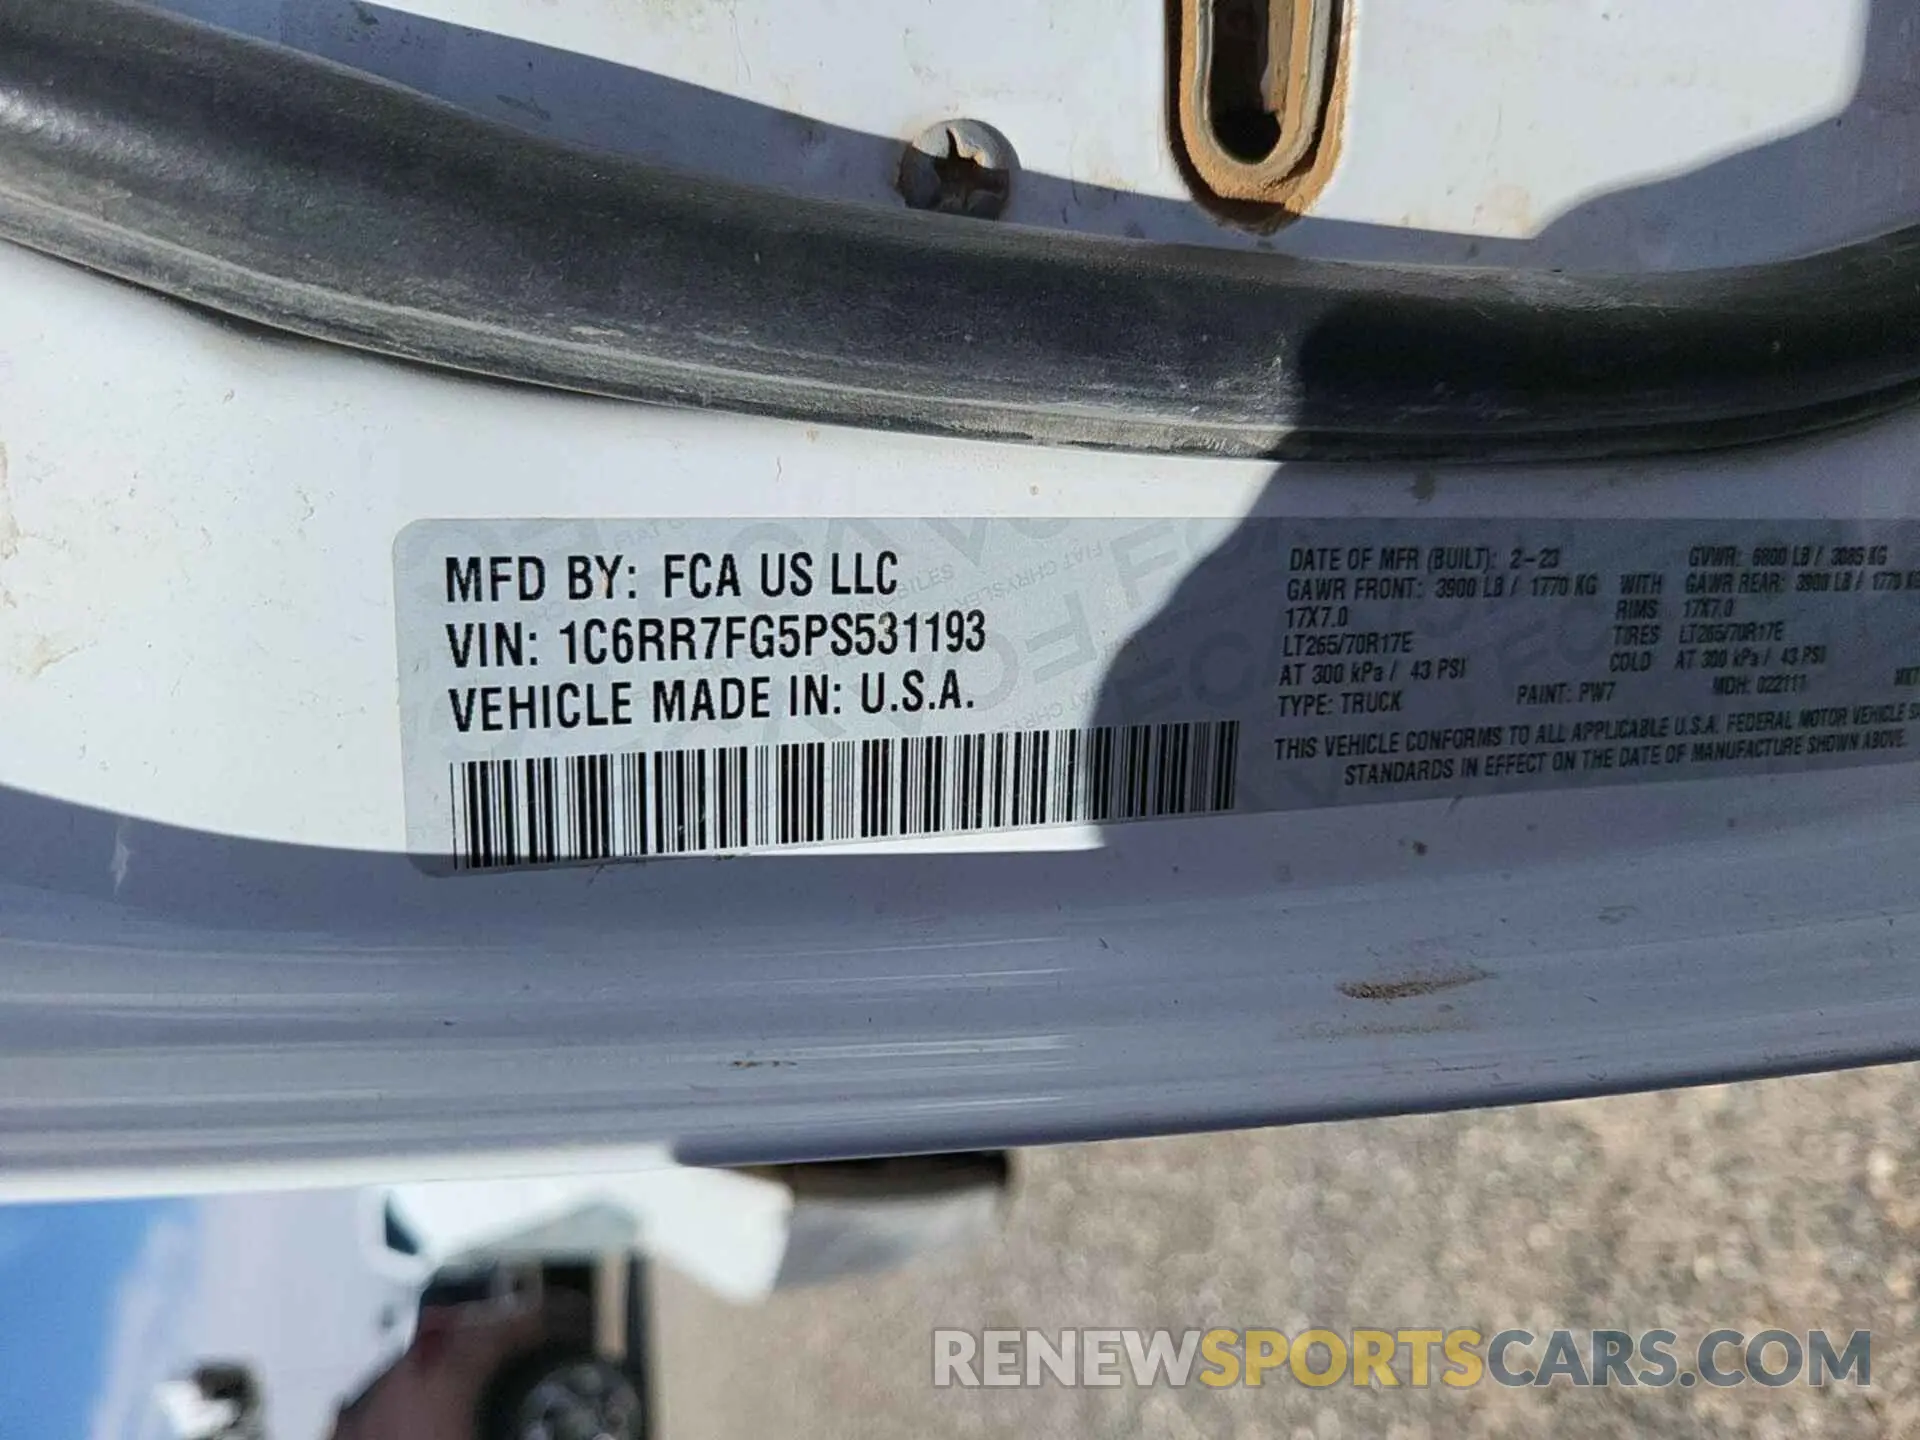 MFD BY: FCA US LLC
VIN: 1C6RR7FG5PS531193
VEHICLE MADE IN: U.S.A.
DATE OF MFR (BUILT): 2-23 GVWR: 6800 LB / 3085 KG
GAWR FRONT: 3900 LB / 1770 KG WITH GAWR REAR: 3900 LB / 1770 KG
17X7.0 RIMS 17X7.0
LT265/70R17E TIRES LT265/70R17E
AT 300 kPa / 43 PSI COLD AT 300 kPa / 43 PSI
TYPE: TRUCK PAINT: PW7 MDH: 022111
THIS VEHICLE CONFORMS TO ALL APPLICABLE U.S.A. FEDERAL MOTOR VEHICLE
STANDARDS IN EFFECT ON THE DATE OF MANUFACTURE SHOWN ABOVE.
RENEWSPORTSCARS.COM